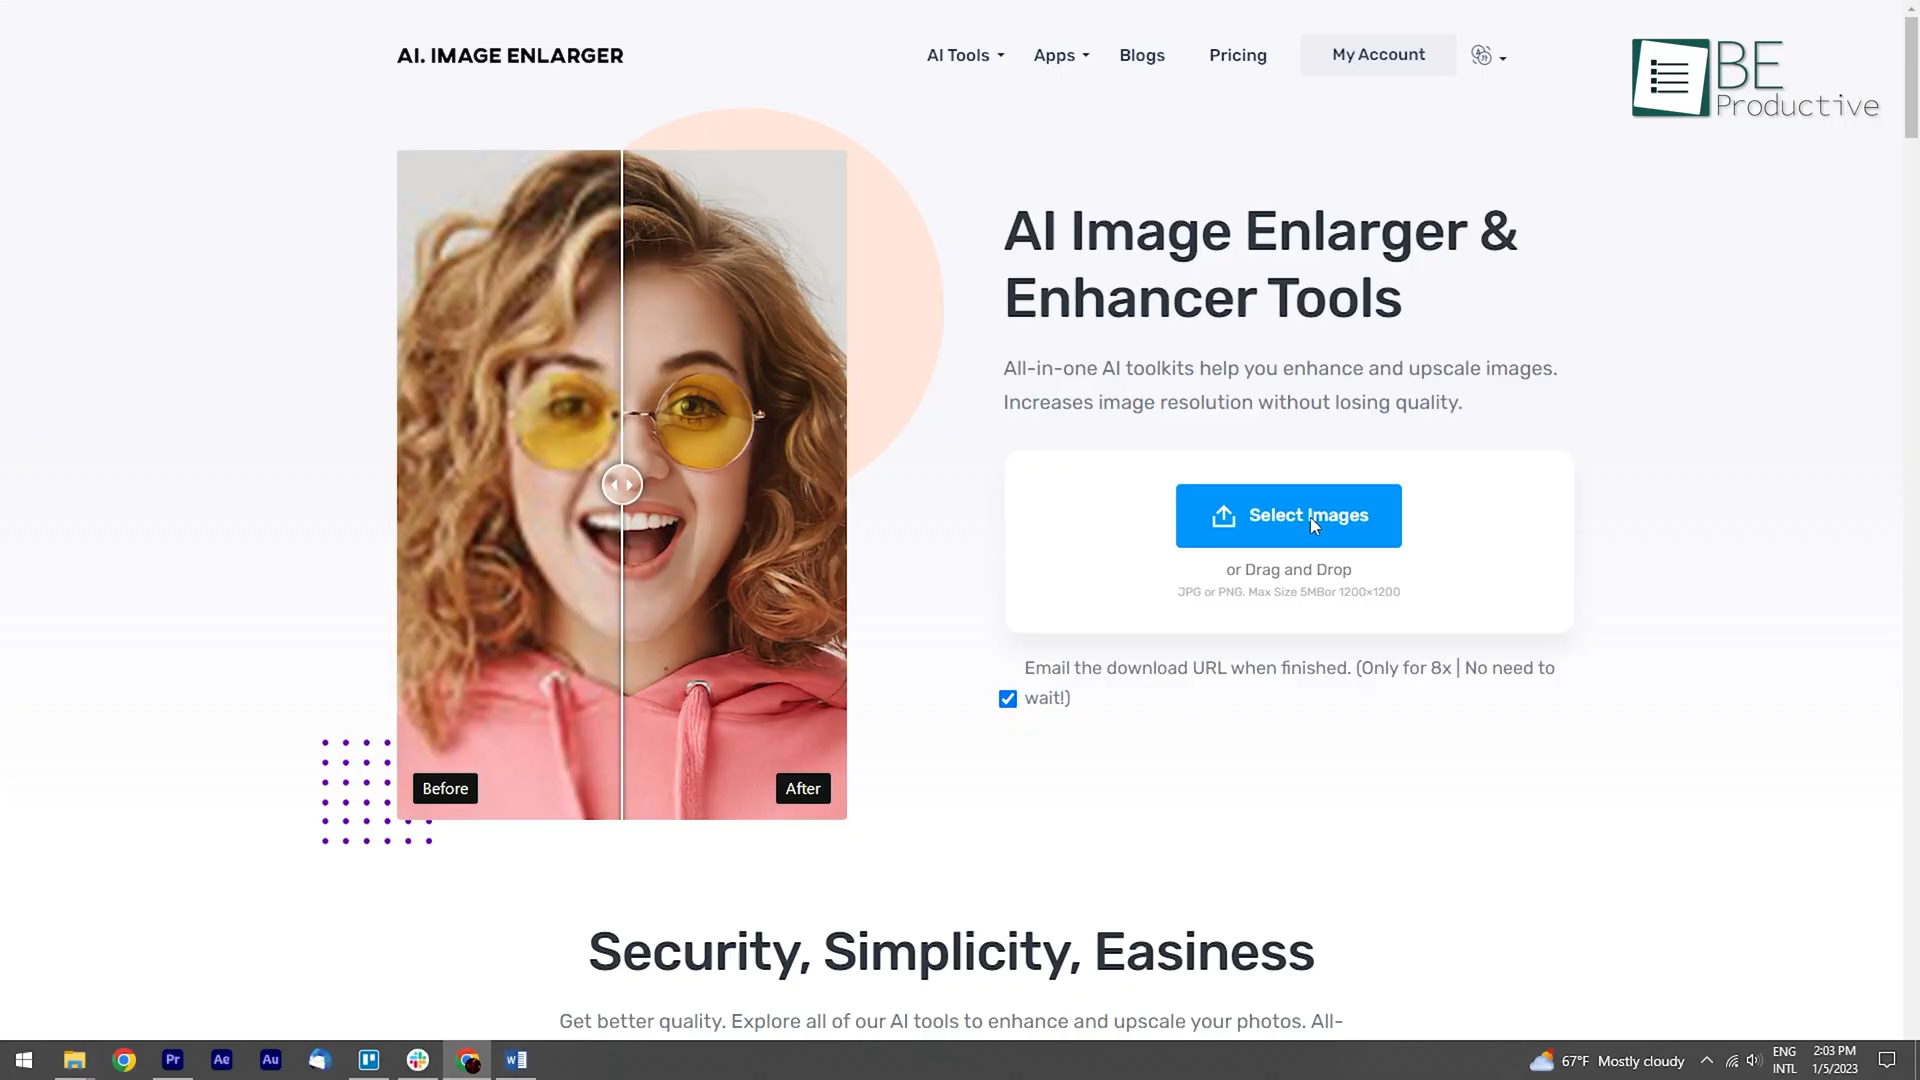 AI. IMAGE ENLARGER
AI Tools
Apps
Blogs
Pricing
My Account
BE
Productive
AI Image Enlarger &
Enhancer Tools
All-in-one AI toolkits help you enhance and upscale images.
Increases image resolution without losing quality.
Select Images
or Drag and Drop
JPG or PNG. Max Size 5MBor 1200×1200
Email the download URL when finished. (Only for 8x | No need to
wait!)
Before
After
Security, Simplicity, Easiness
Get better quality. Explore all of our AI tools to enhance and upscale your photos. All-
Pr
Ae
Au
67°F Mostly cloudy
ENG
INTL
2:03 PM
1/5/2023